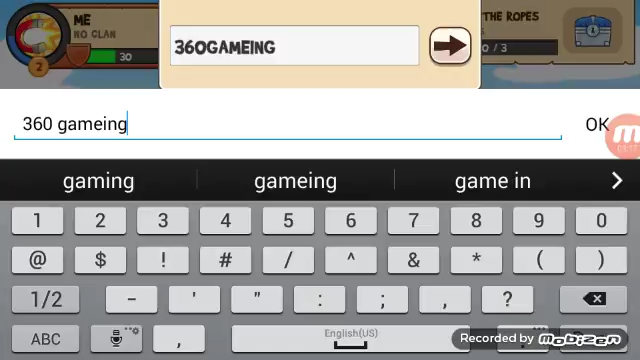 ME
NO CLAN
30
2
360GAMEING
THE ROPES
0 / 3
360 gameing
OK
gaming gameing game in
1 2 3 4 5 6 7 8 9 0
@ $ ! # / ^ & * ( )
1/2 - ' " : ; , ?
ABC , English(US)
Recorded by MOBIZEN